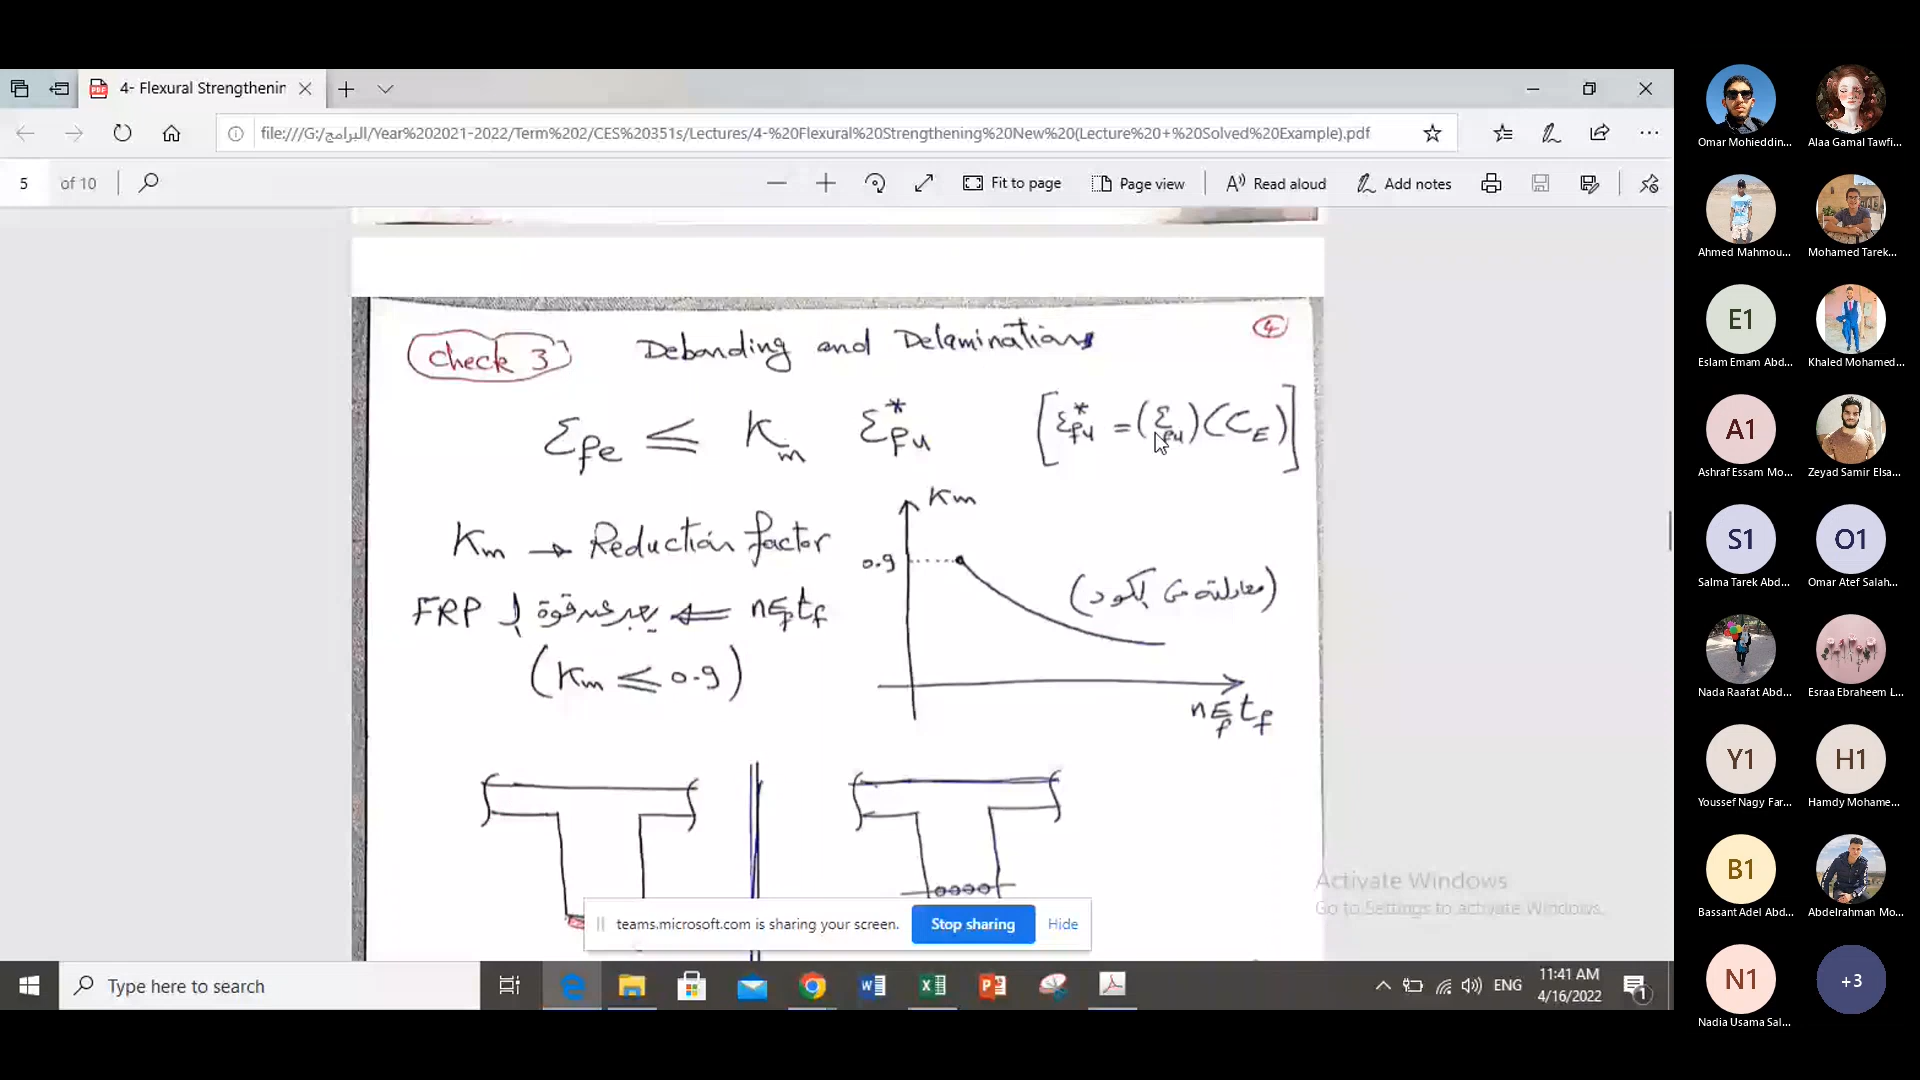 4- Flexural Strengthenin
file:///G:/البرامج/Year%202021-2022/Term%202/CES%20351s/Lectures/4-%20Flexural%20Strengthening%20New%20(Lecture%20+%20Solved%20Example).pdf
5 of 10
Fit to page
Page view
Read aloud
Add notes
Check 3
Debonding and Delaminations
4
εfe ≤ Km ε*fu
[ε*fu = (εfu)(CE)]
Km → Reduction factor
Km
0.9
(معادلة من الكود)
nEftf ⇐ يعبر عن قوة الـ FRP
(Km ≤ 0.9)
nEftf
teams.microsoft.com is sharing your screen.
Stop sharing
Hide
Activate Windows
Go to Settings to activate Windows.
Type here to search
ENG
11:41 AM
4/16/2022
1
Omar Mohieddin...
Alaa Gamal Tawfi...
Ahmed Mahmou...
Mohamed Tarek...
E1
Eslam Emam Abd...
Khaled Mohamed...
A1
Ashraf Essam Mo...
Zeyad Samir Elsa...
S1
O1
Salma Tarek Abd...
Omar Atef Salah...
Nada Raafat Abd...
Esraa Ebraheem L...
Y1
H1
Youssef Nagy Far...
Hamdy Mohame...
B1
Bassant Adel Abd...
Abdelrahman Mo...
N1
+3
Nadia Usama Sal...